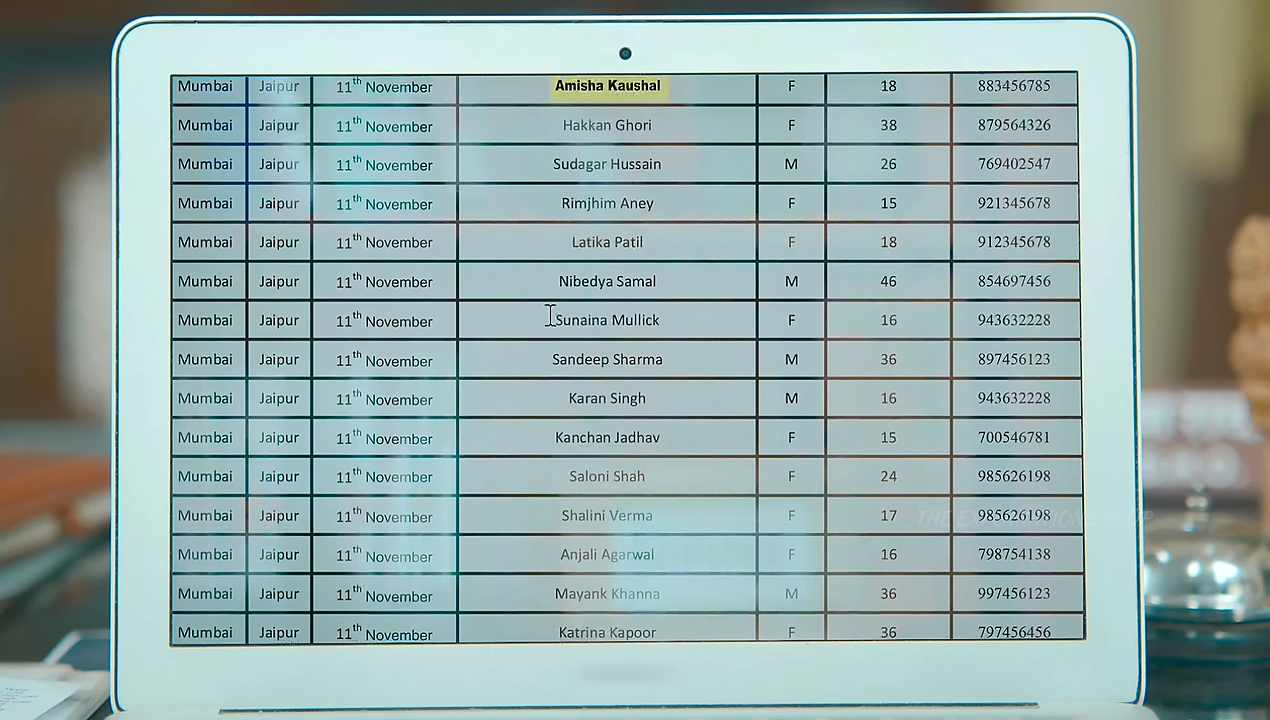 Mumbai Jaipur 11th November Amisha Kaushal F 18 883456785
Mumbai Jaipur 11th November Hakkan Ghori F 38 879564326
Mumbai Jaipur 11th November Sudagar Hussain M 26 769402547
Mumbai Jaipur 11th November Rimjhim Aney F 15 921345678
Mumbai Jaipur 11th November Latika Patil F 18 912345678
Mumbai Jaipur 11th November Nibedya Samal M 46 854697456
Mumbai Jaipur 11th November Sunaina Mullick F 16 943632228
Mumbai Jaipur 11th November Sandeep Sharma M 36 897456123
Mumbai Jaipur 11th November Karan Singh M 16 943632228
Mumbai Jaipur 11th November Kanchan Jadhav F 15 700546781
Mumbai Jaipur 11th November Saloni Shah F 24 985626198
Mumbai Jaipur 11th November Shalini Verma F 17 985626198
Mumbai Jaipur 11th November Anjali Agarwal F 16 798754138
Mumbai Jaipur 11th November Mayank Khanna M 36 997456123
Mumbai Jaipur 11th November Katrina Kapoor F 36 797456456
THE